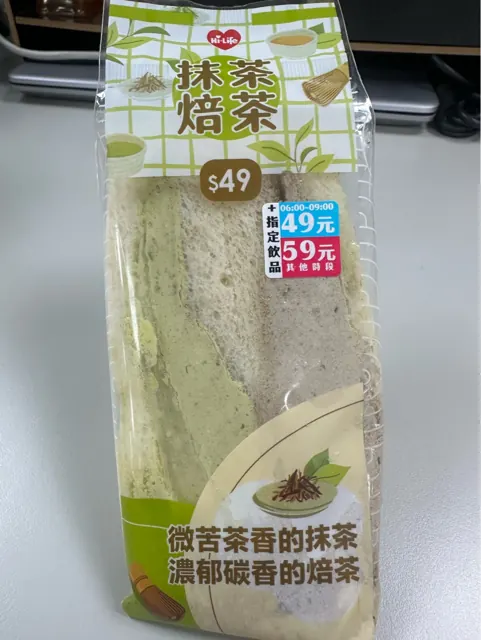 Hi-Life
抹茶
焙茶
$49
+指定飲品
06:00-09:00
49元
59元
其他時段
微苦茶香的抹茶
濃郁碳香的焙茶